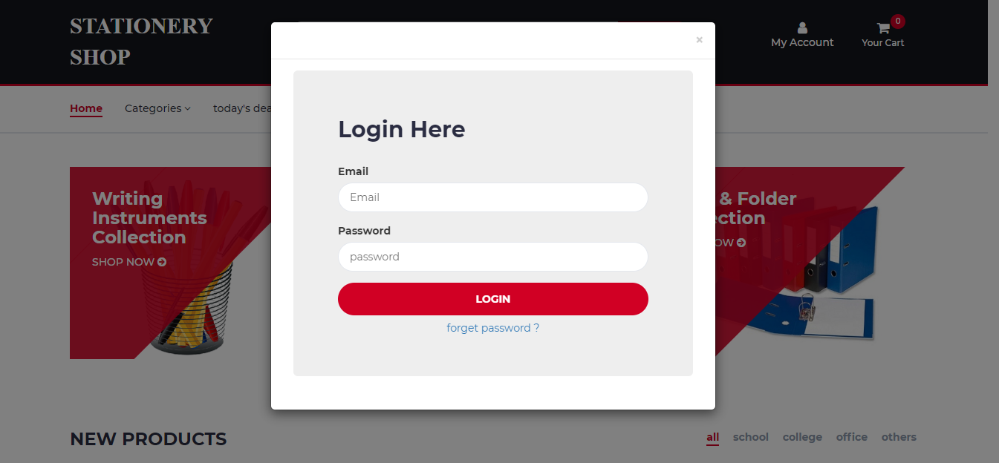 STATIONERY
SHOP
0
My Account
Your Cart
×
Home
Categories
today's dea
Login Here
Email
Email
Password
password
LOGIN
forget password ?
Writing
Instruments
Collection
SHOP NOW
& Folder
ection
OW
NEW PRODUCTS
all
school
college
office
others